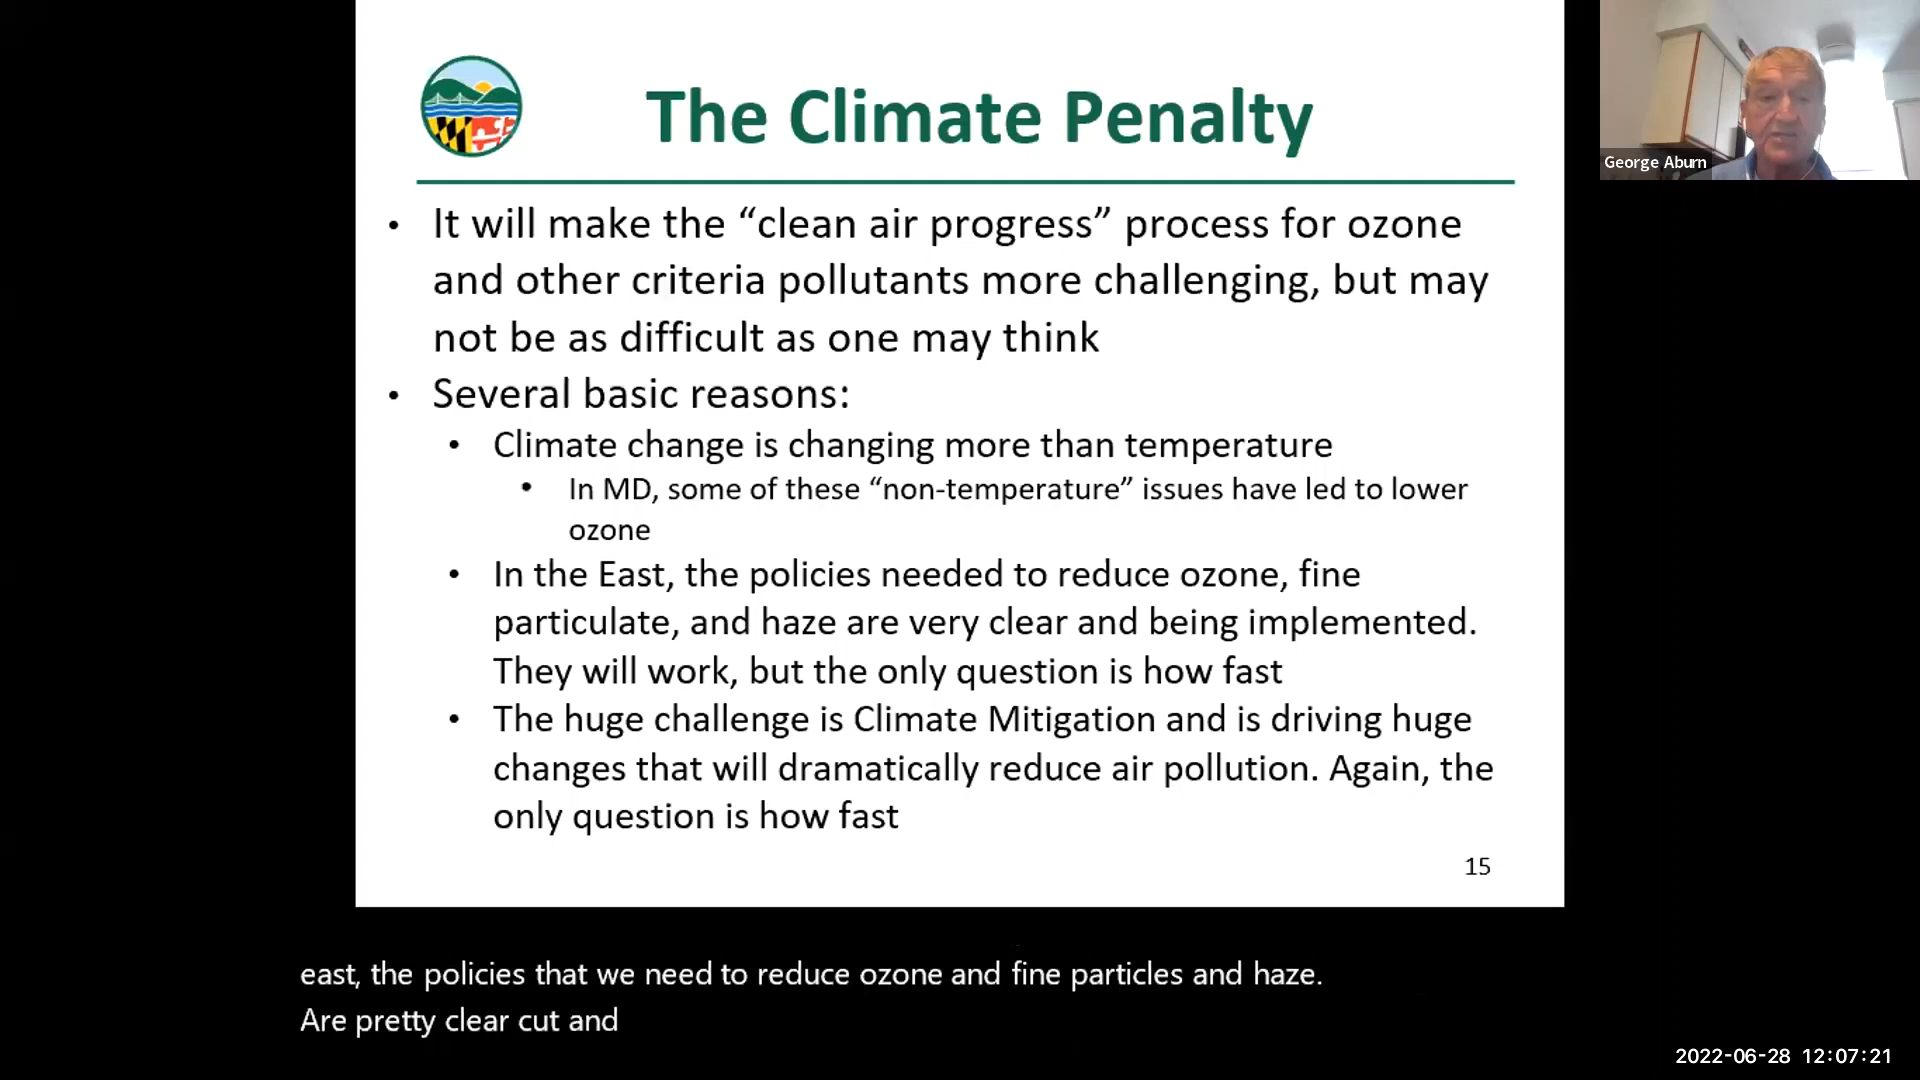 The Climate Penalty
George Aburn
• It will make the “clean air progress” process for ozone
and other criteria pollutants more challenging, but may
not be as difficult as one may think
• Several basic reasons:
• Climate change is changing more than temperature
• In MD, some of these “non-temperature” issues have led to lower
ozone
• In the East, the policies needed to reduce ozone, fine
particulate, and haze are very clear and being implemented.
They will work, but the only question is how fast
• The huge challenge is Climate Mitigation and is driving huge
changes that will dramatically reduce air pollution. Again, the
only question is how fast
15
east, the policies that we need to reduce ozone and fine particles and haze.
Are pretty clear cut and
2022-06-28 12:07:21